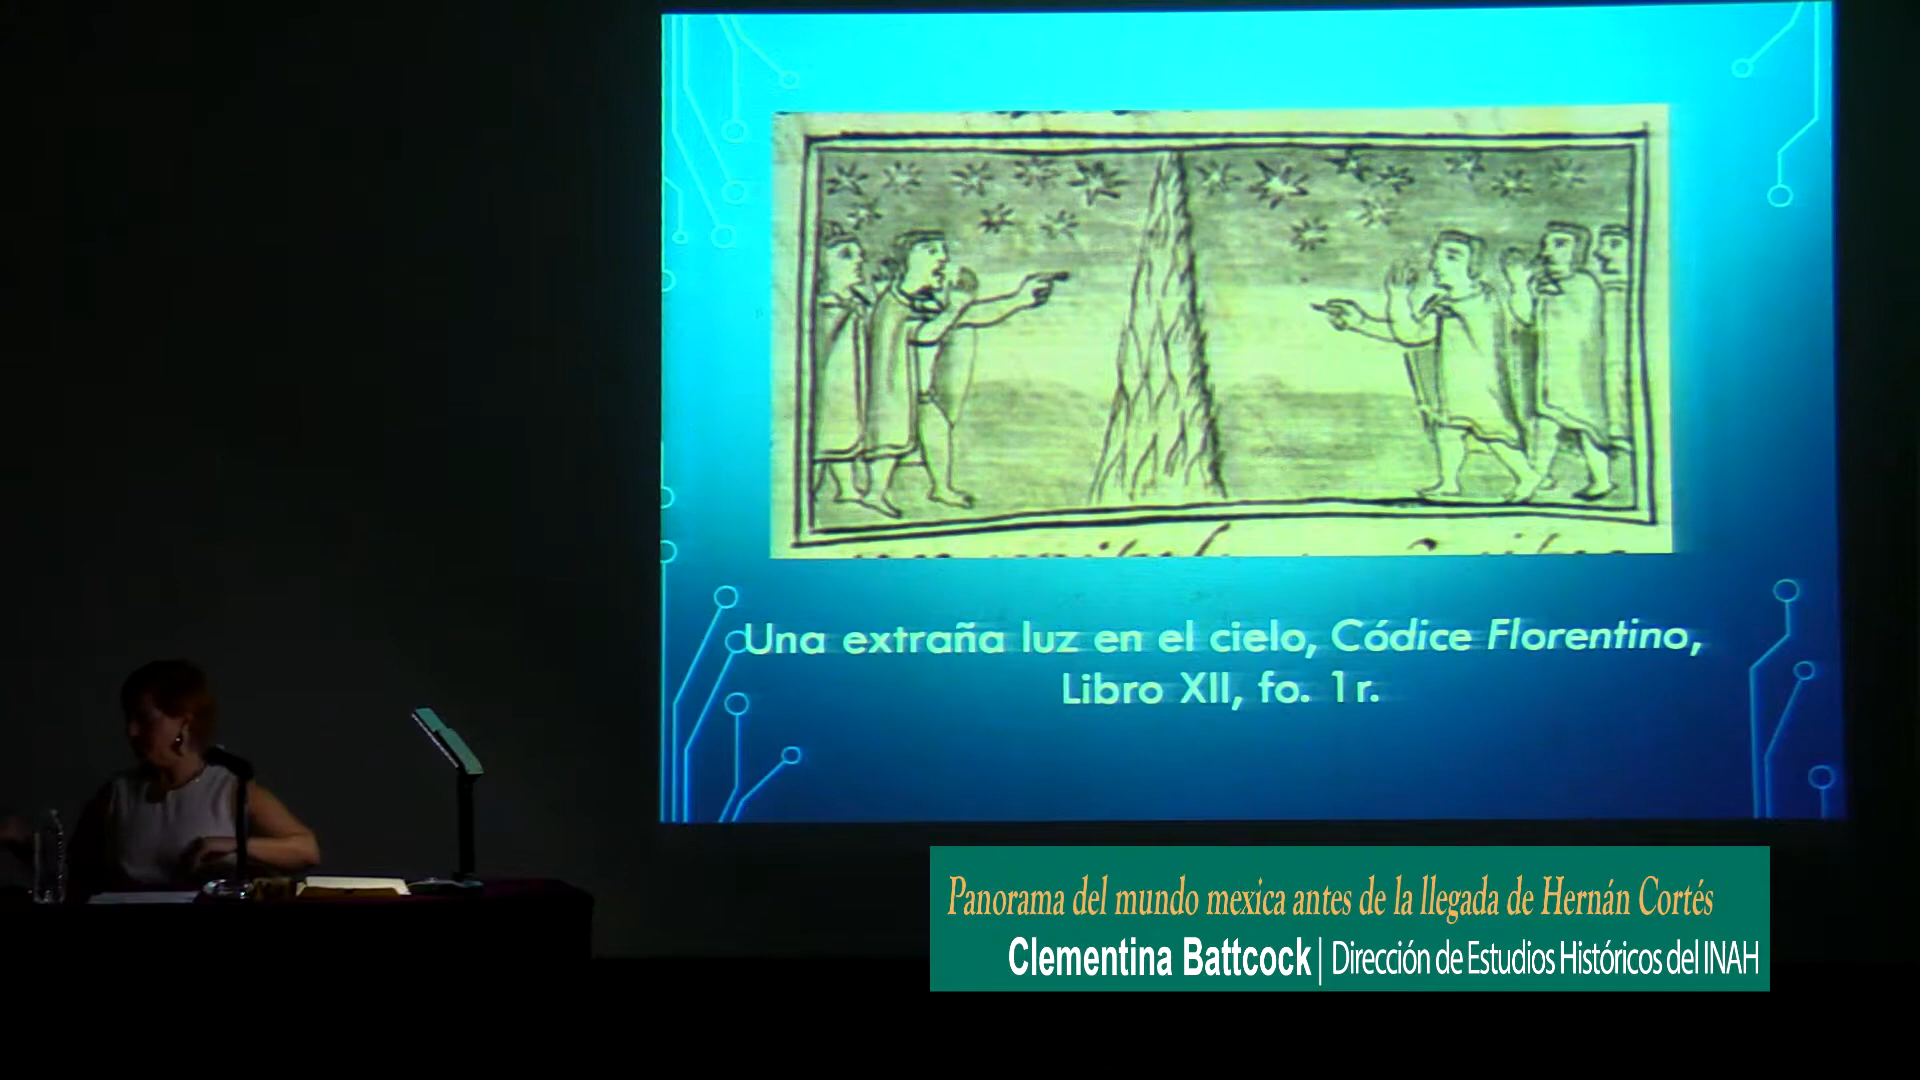 Una extraña luz en el cielo, Códice Florentino,
Libro XII, fo. 1r.
Panorama del mundo mexica antes de la llegada de Hernán Cortés
Clementina Battcock | Dirección de Estudios Históricos del INAH